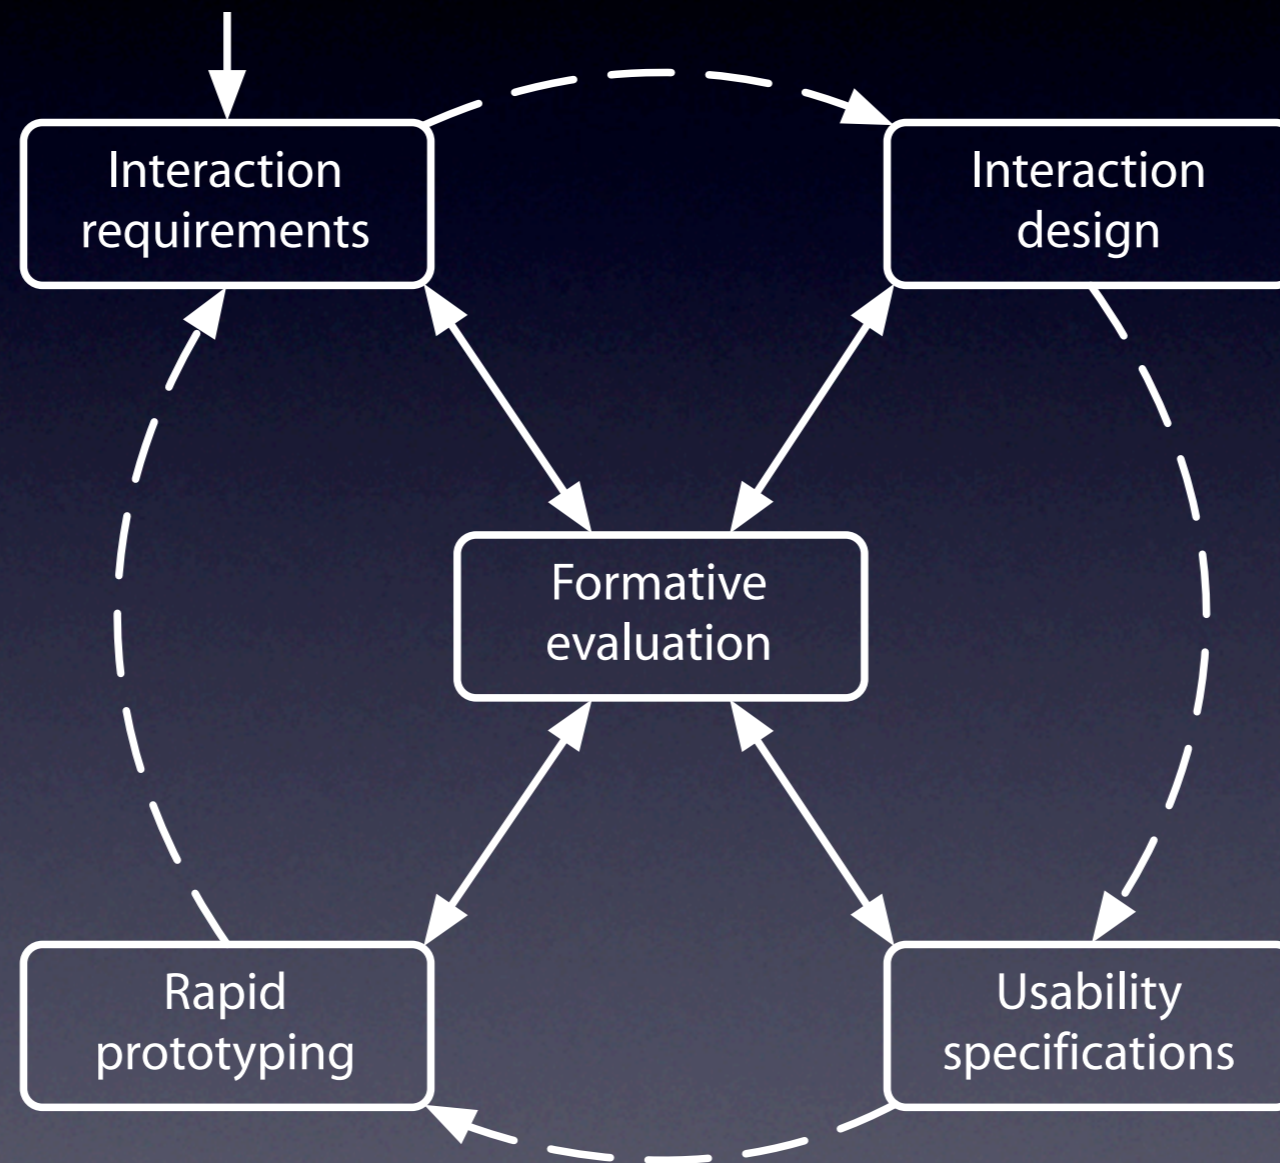 Interaction
requirements
Interaction
design
Formative
evaluation
Rapid
prototyping
Usability
specifications